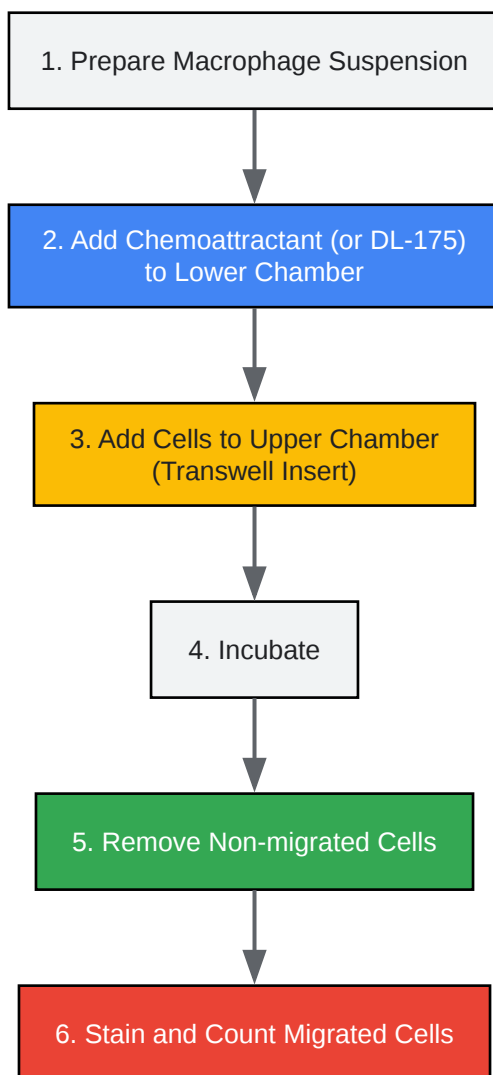 1. Prepare Macrophage Suspension
2. Add Chemoattractant (or DL-175)
to Lower Chamber
3. Add Cells to Upper Chamber
(Transwell Insert)
4. Incubate
5. Remove Non-migrated Cells
6. Stain and Count Migrated Cells